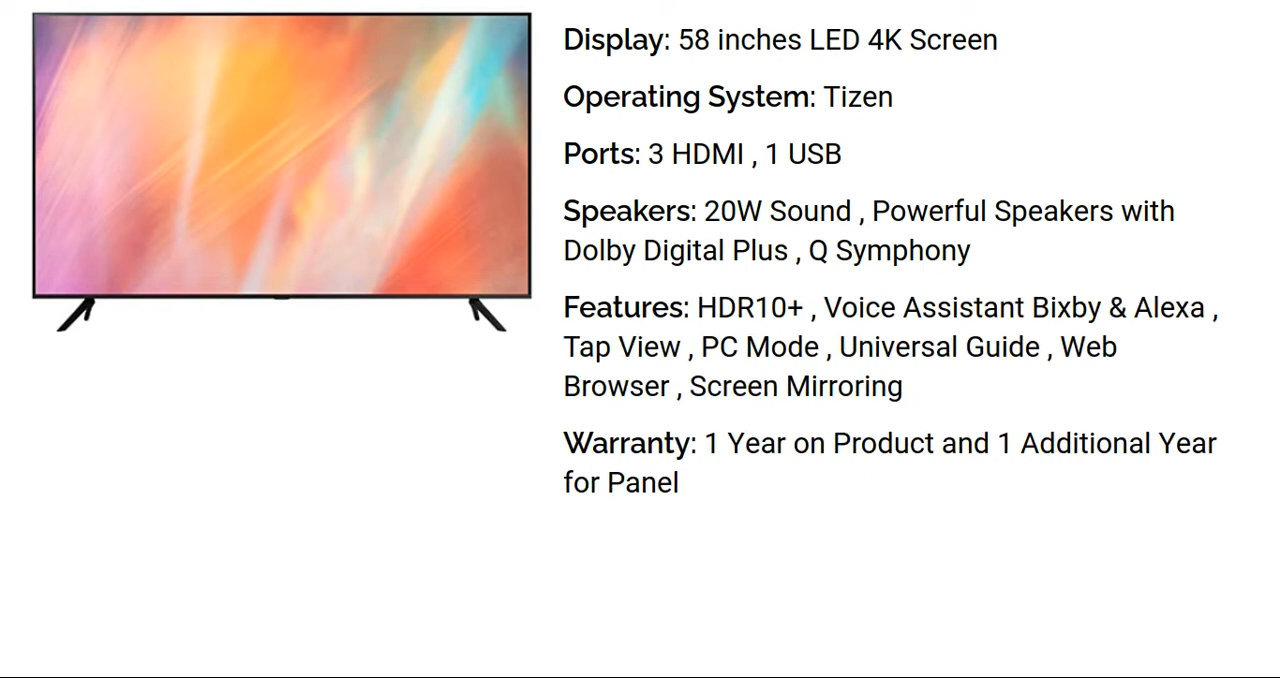 Display: 58 inches LED 4K Screen
Operating System: Tizen
Ports: 3 HDMI , 1 USB
Speakers: 20W Sound , Powerful Speakers with
Dolby Digital Plus , Q Symphony
Features: HDR10+ , Voice Assistant Bixby & Alexa ,
Tap View , PC Mode , Universal Guide , Web
Browser , Screen Mirroring
Warranty: 1 Year on Product and 1 Additional Year
for Panel